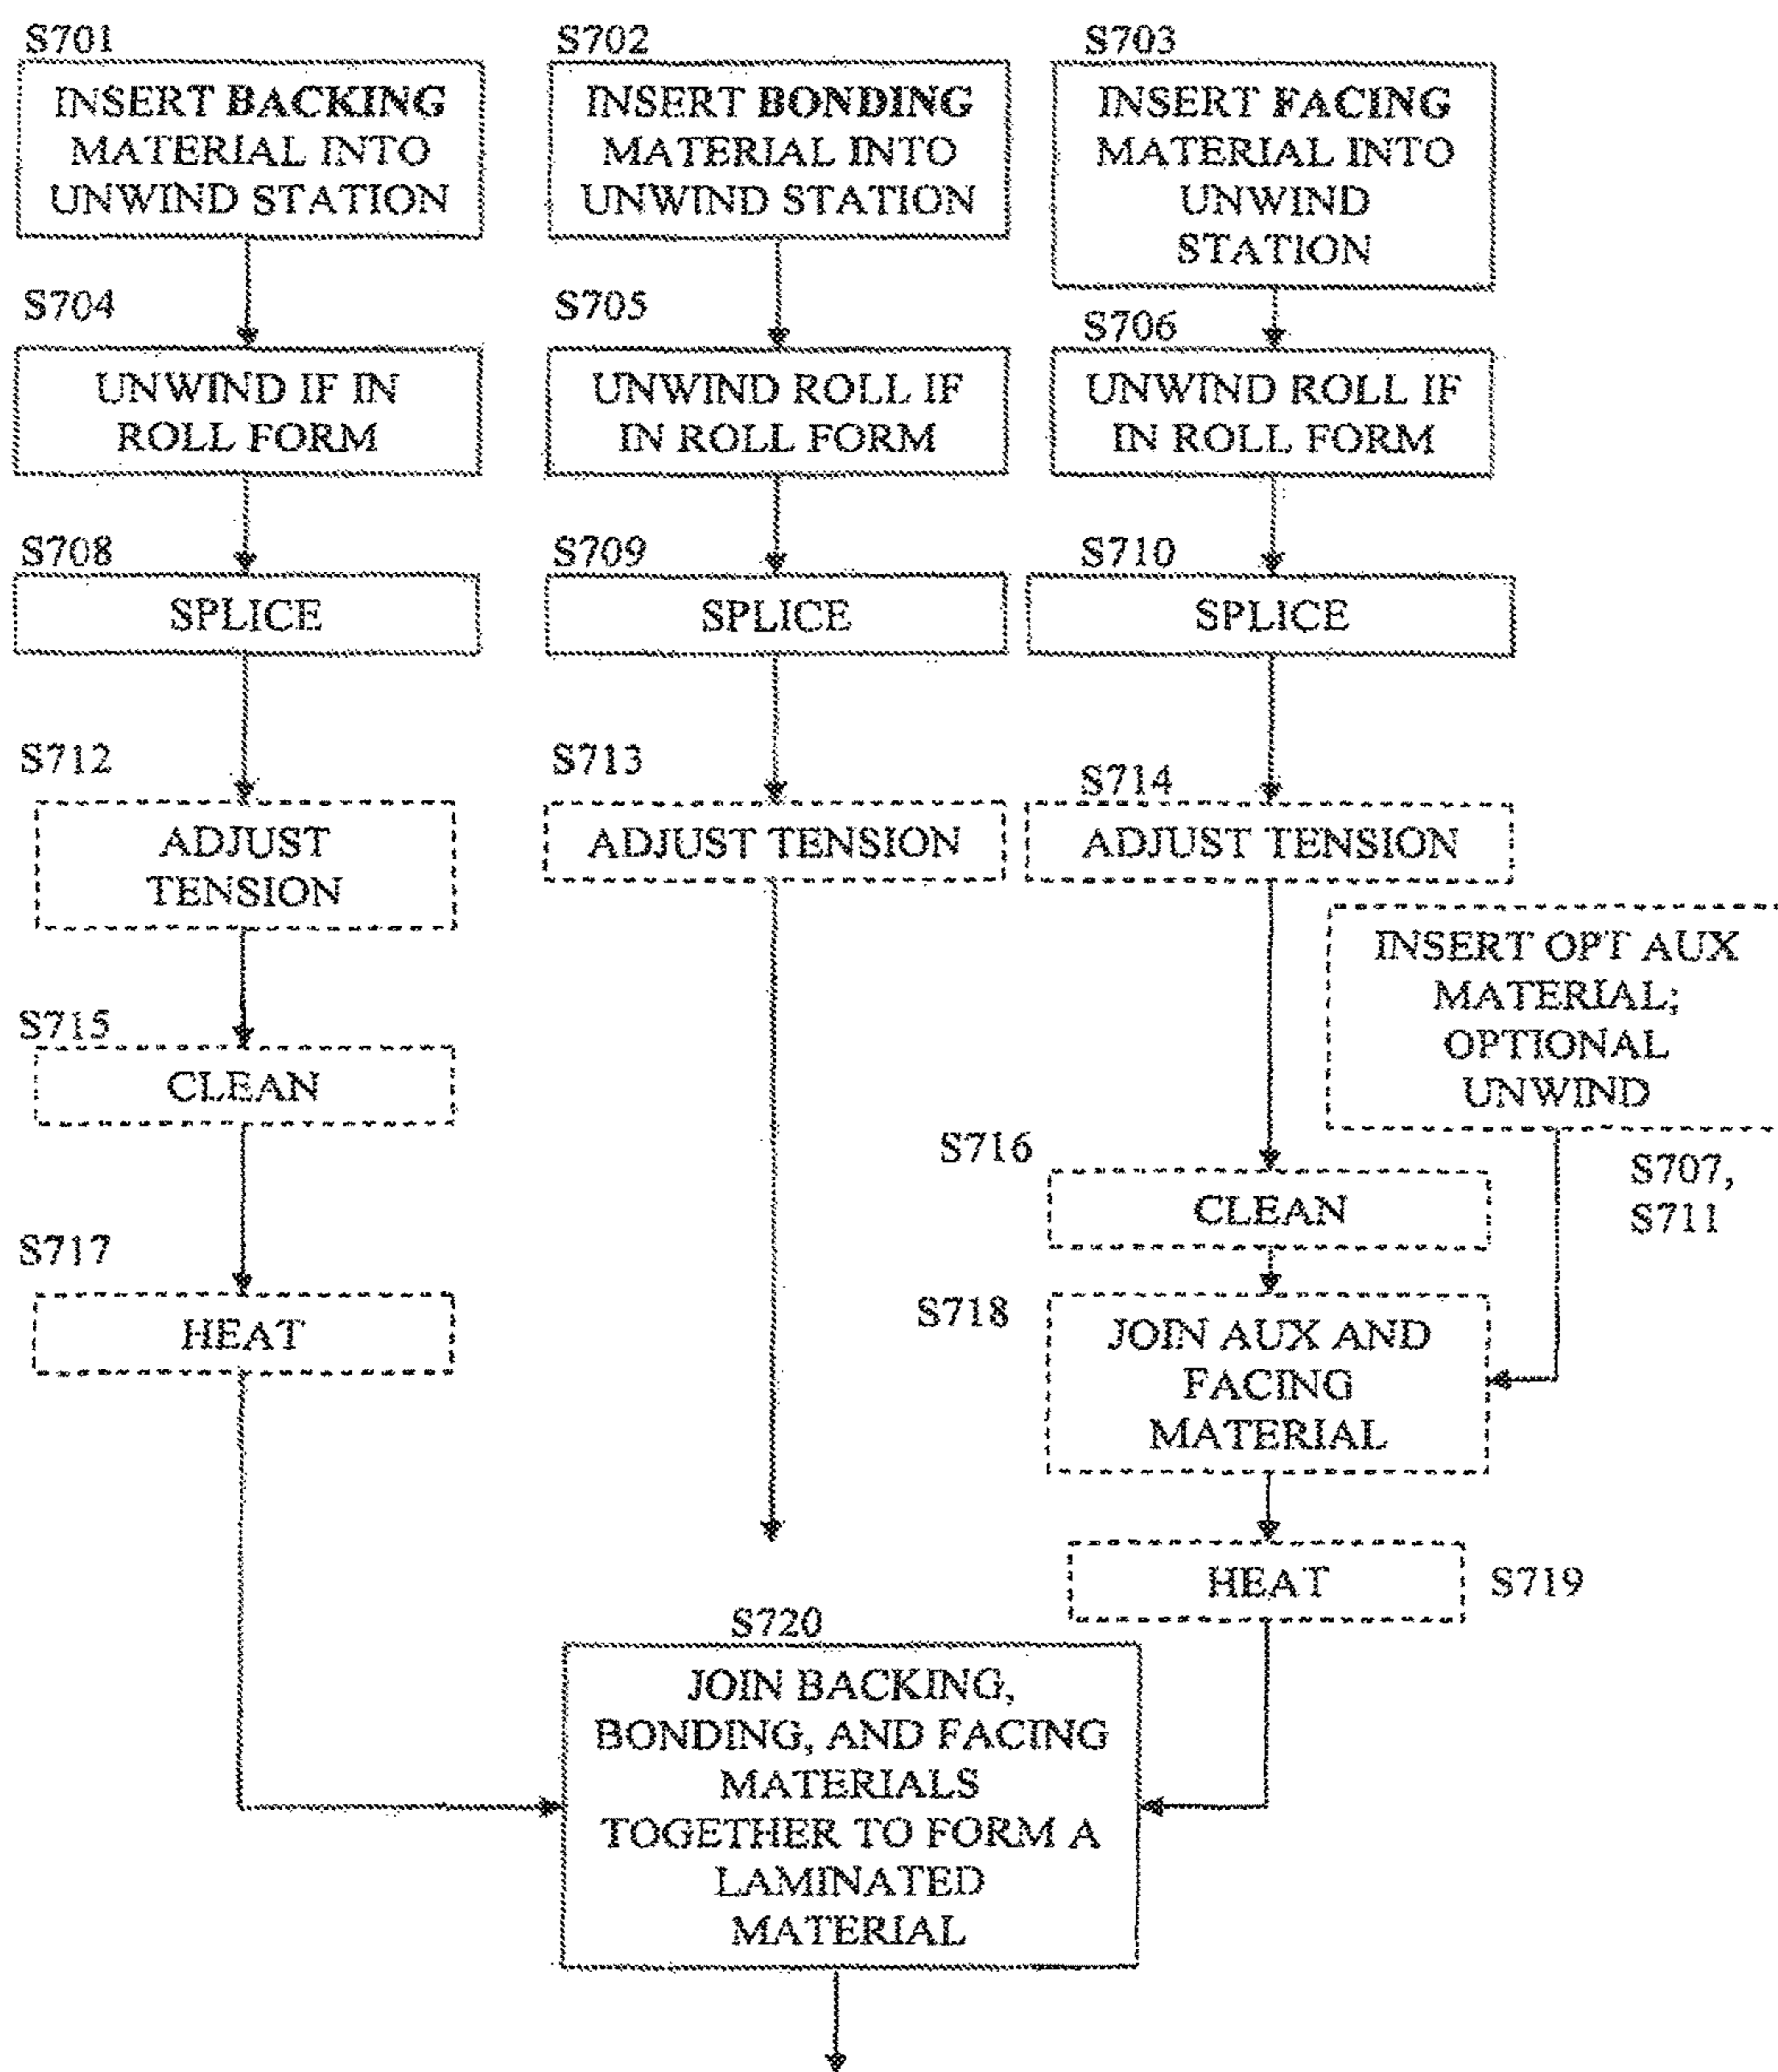 S701
INSERT BACKING
MATERIAL INTO
UNWIND STATION
S702
INSERT BONDING
MATERIAL INTO
UNWIND STATION
S703
INSERT FACING
MATERIAL INTO
UNWIND
STATION
S704
UNWIND IF IN
ROLL FORM
S705
UNWIND ROLL IF
IN ROLL FORM
S706
UNWIND ROLL IF
IN ROLL FORM
S708
SPLICE
S709
SPLICE
S710
SPLICE
S712
ADJUST
TENSION
S713
ADJUST TENSION
S714
ADJUST TENSION
INSERT OPT AUX
MATERIAL;
OPTIONAL
UNWIND
S707,
S711
S715
CLEAN
S716
CLEAN
S717
HEAT
S718
JOIN AUX AND
FACING
MATERIAL
HEAT
S719
S720
JOIN BACKING,
BONDING, AND FACING
MATERIALS
TOGETHER TO FORM A
LAMINATED
MATERIAL